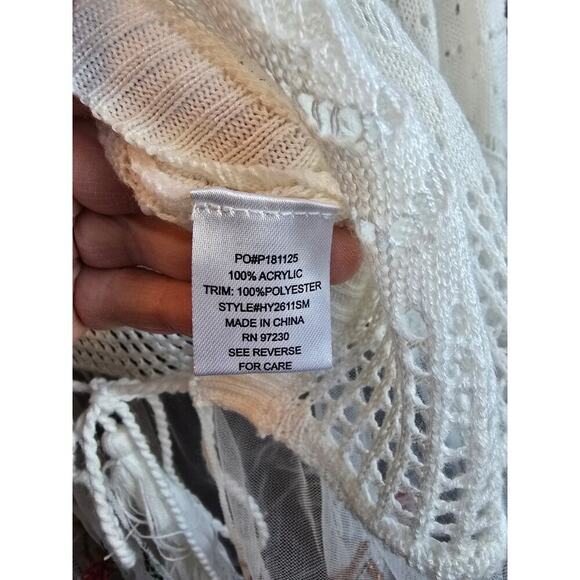 PO#P181125
100% ACRYLIC
TRIM: 100%POLYESTER
STYLE#HY2611SM
MADE IN CHINA
RN 97230
SEE REVERSE
FOR CARE